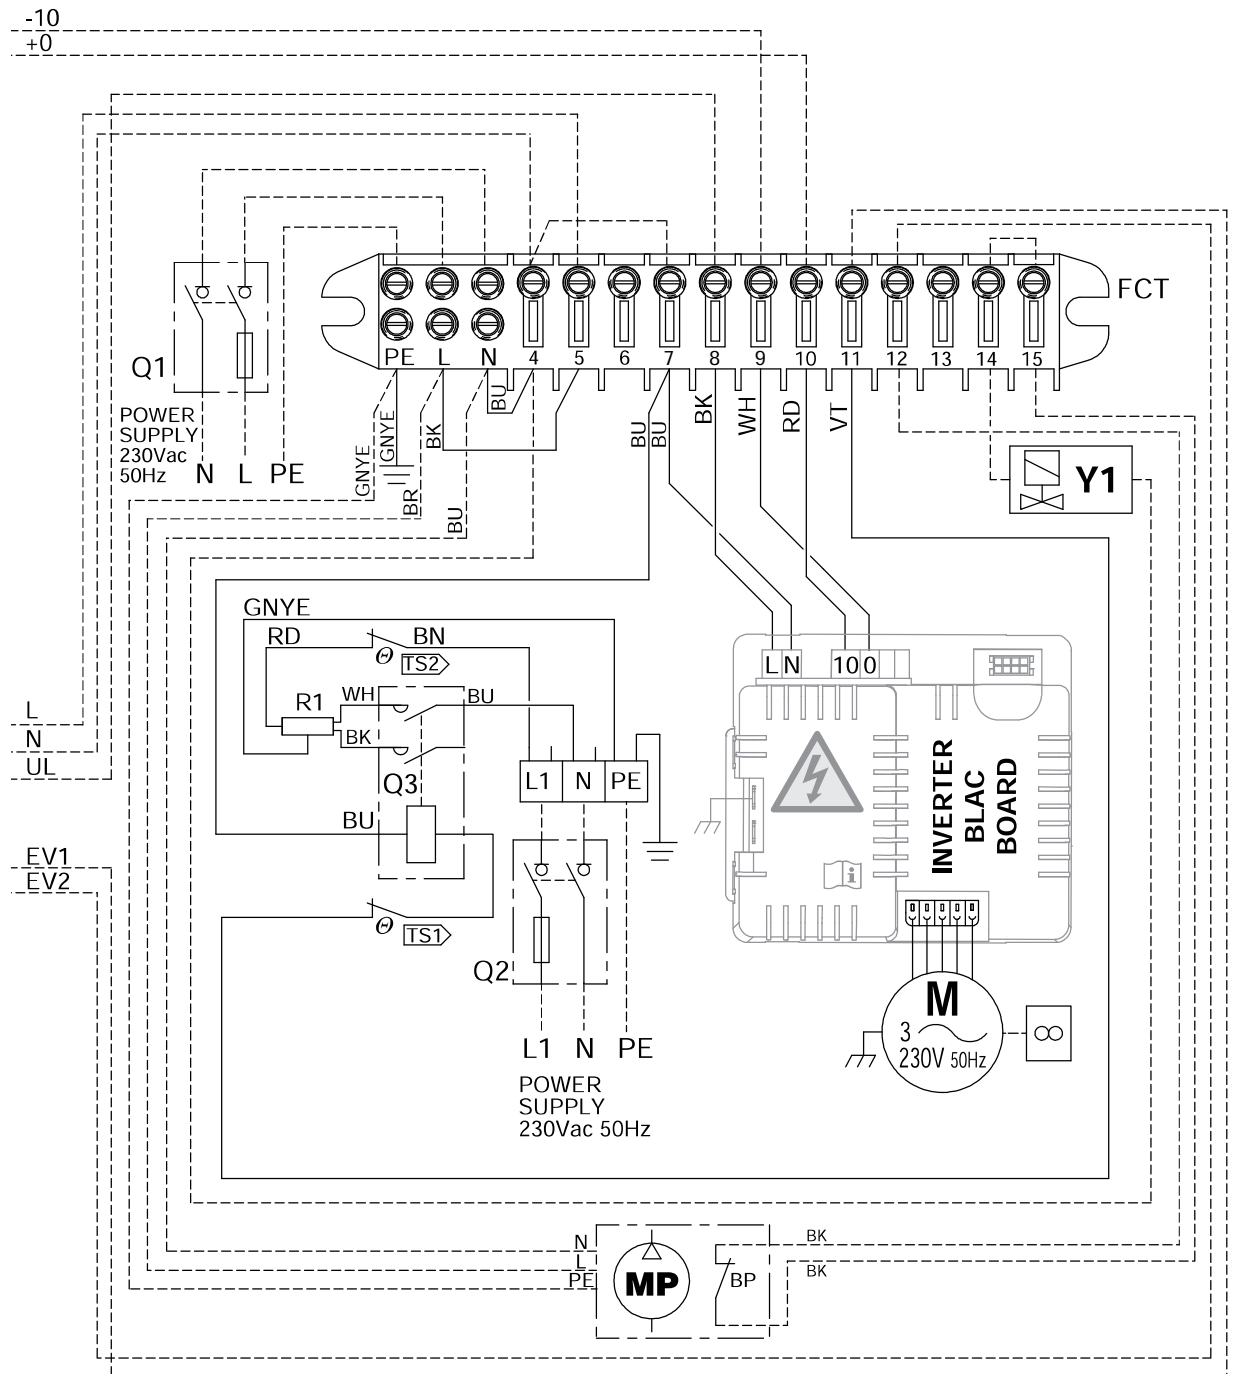 -10
+0
FCT
PE L N 4 5 6 7 8 9 10 11 12 13 14 15
Q1
POWER
SUPPLY
230Vac
50Hz
N L PE
GNYE
GNYE
BR
BK
BU
BU
BU
BU
BK
WH
RD
VT
Y1
GNYE
RD
BN
Θ
TS2
R1
WH
BU
BK
Q3
L1 N PE
BU
L
N
UL
L N 10 0
INVERTER
BLAC
BOARD
i
EV1
EV2
Θ
TS1
Q2
L1 N PE
POWER
SUPPLY
230Vac 50Hz
M
3
230V 50Hz
8
N
L
PE
MP
BP
BK
BK